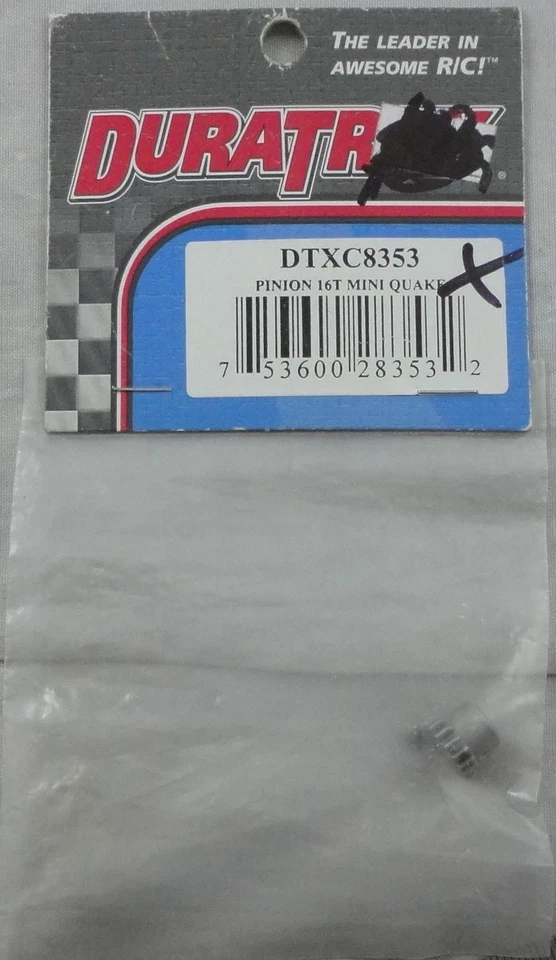 THE LEADER IN
AWESOME R/C!™
DURATR
®
DTXC8353
PINION 16T MINI QUAKE
7 53600 28353 2